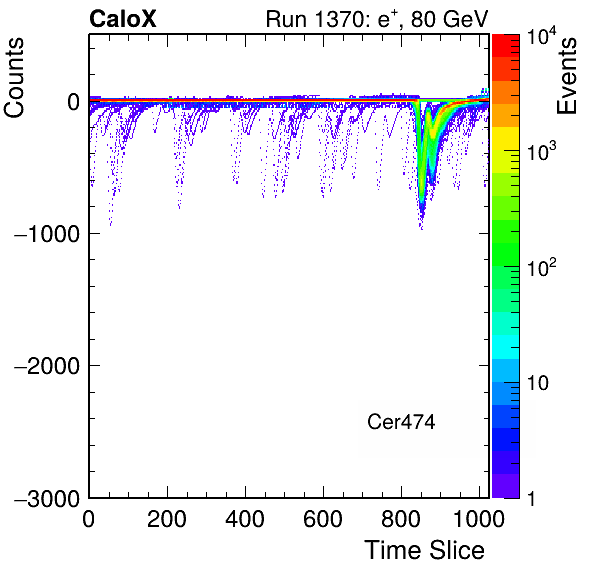 CaloX Run 1370: e⁺, 80 GeV
Counts
Events
0
−1000
−2000
−3000
10⁴
10³
10²
10
1
Cer474
0 200 400 600 800 1000
Time Slice